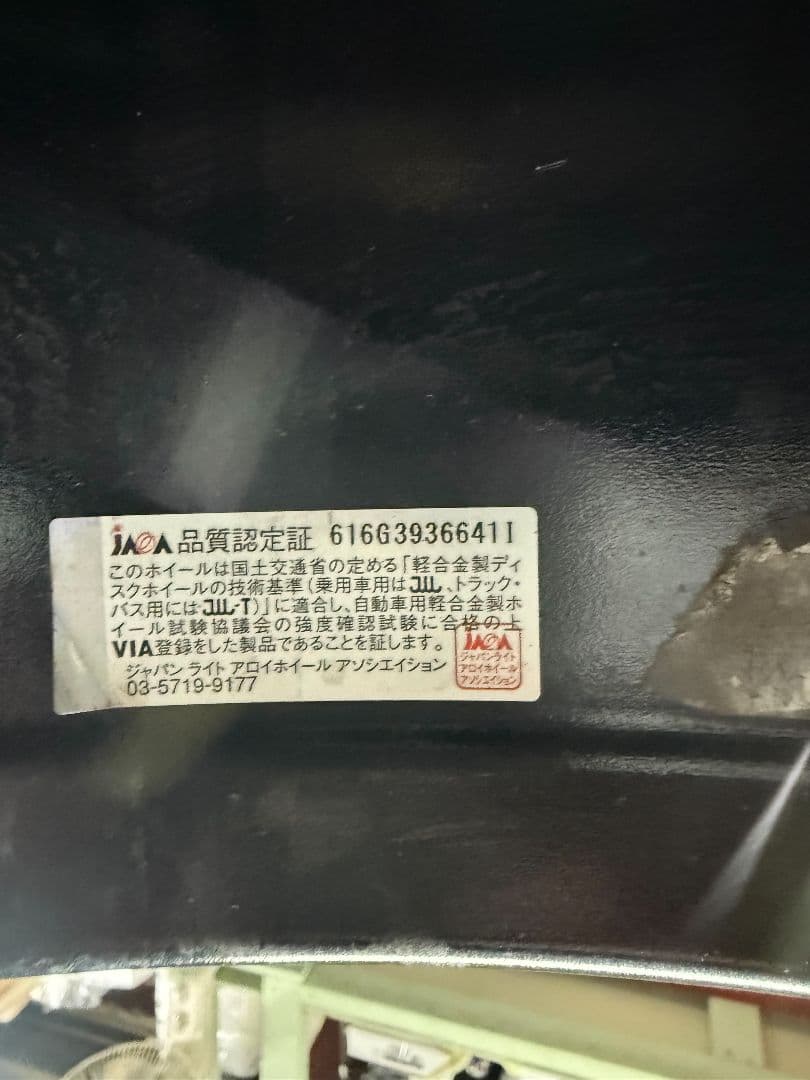 JAWA 品質認定証 616G3936641I
このホイールは国土交通省の定める「軽合金製ディ
スクホイールの技術基準(乗用車用はJWL、トラック・
バス用にはJWL-T)」に適合し、自動車用軽合金製ホ
イール試験協議会の強度確認試験に合格の上
VIA登録をした製品であることを証します。
ジャパン ライト アロイホイール アソシエイション
03-5719-9177
JAWA
ジャパンライト
アロイホイール
アソシエイション